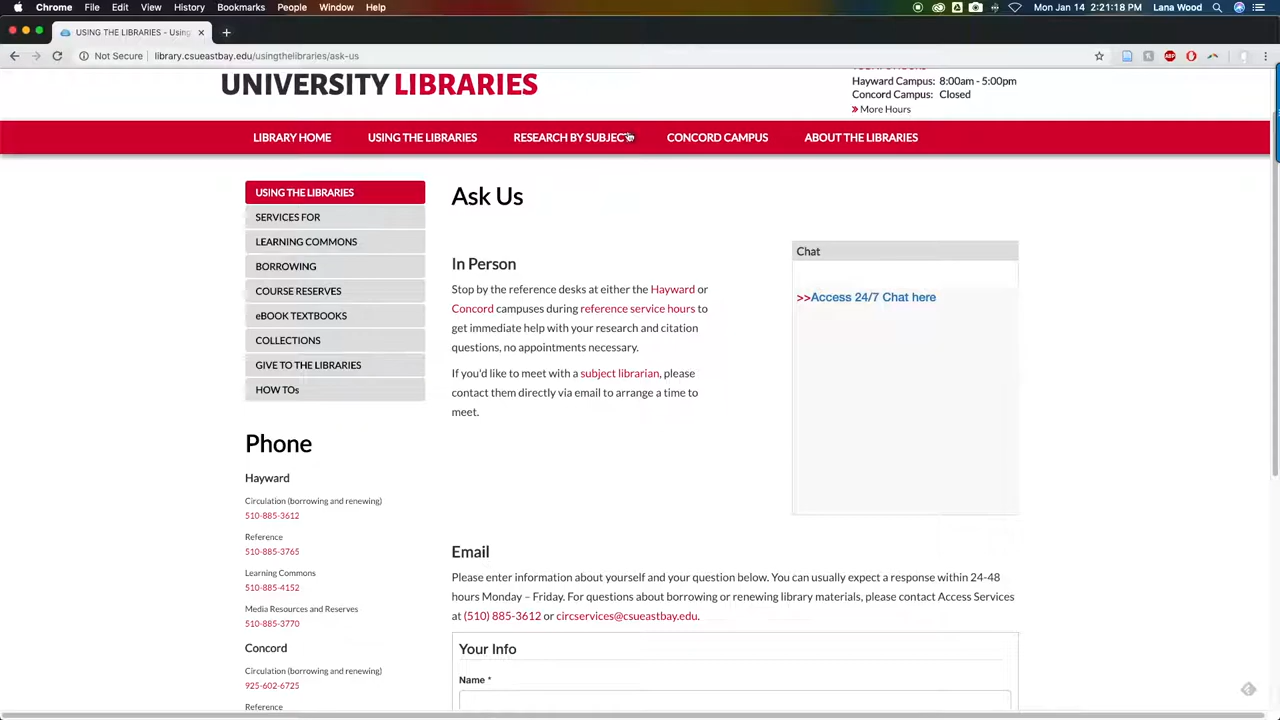 Chrome File Edit View History Bookmarks People Window Help
Mon Jan 14 2:21:18 PM Lana Wood
USING THE LIBRARIES - Using
Not Secure library.csueastbay.edu/usingthelibraries/ask-us
UNIVERSITY LIBRARIES
Hayward Campus: 8:00am - 5:00pm
Concord Campus: Closed
More Hours
LIBRARY HOME USING THE LIBRARIES RESEARCH BY SUBJECT CONCORD CAMPUS ABOUT THE LIBRARIES
USING THE LIBRARIES
SERVICES FOR
LEARNING COMMONS
BORROWING
COURSE RESERVES
eBOOK TEXTBOOKS
COLLECTIONS
GIVE TO THE LIBRARIES
HOW TOs
Phone
Hayward
Circulation (borrowing and renewing)
510-885-3612
Reference
510-885-3765
Learning Commons
510-885-4152
Media Resources and Reserves
510-885-3770
Concord
Circulation (borrowing and renewing)
925-602-6725
Reference
Ask Us
In Person
Stop by the reference desks at either the Hayward or
Concord campuses during reference service hours to
get immediate help with your research and citation
questions, no appointments necessary.
If you'd like to meet with a subject librarian, please
contact them directly via email to arrange a time to
meet.
Chat
>>Access 24/7 Chat here
Email
Please enter information about yourself and your question below. You can usually expect a response within 24-48
hours Monday – Friday. For questions about borrowing or renewing library materials, please contact Access Services
at (510) 885-3612 or circservices@csueastbay.edu.
Your Info
Name *